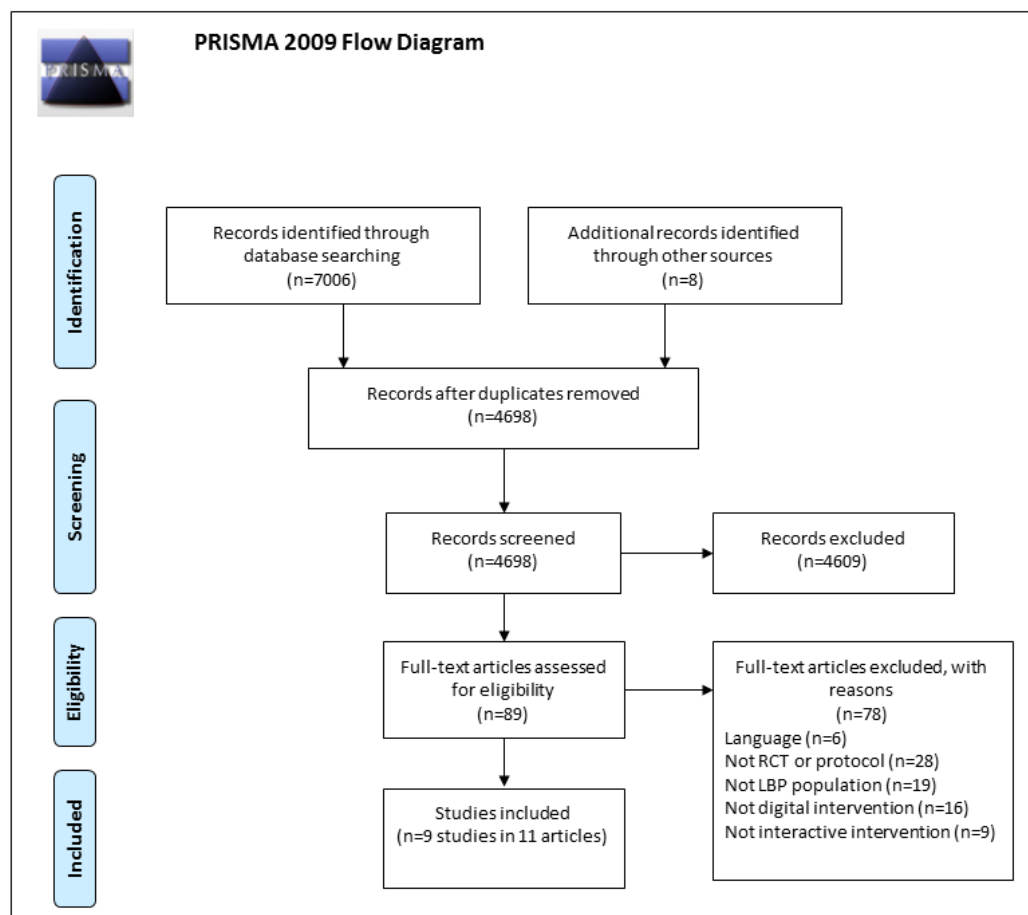 PRISMA 2009 Flow Diagram
PRISMA
Identification
Records identified through
database searching
(n=7006)
Additional records identified
through other sources
(n=8)
Records after duplicates removed
(n=4698)
Screening
Records screened
(n=4698)
Records excluded
(n=4609)
Eligibility
Full-text articles assessed
for eligibility
(n=89)
Full-text articles excluded, with
reasons
(n=78)
Language (n=6)
Not RCT or protocol (n=28)
Not LBP population (n=19)
Not digital intervention (n=16)
Not interactive intervention (n=9)
Included
Studies included
(n=9 studies in 11 articles)